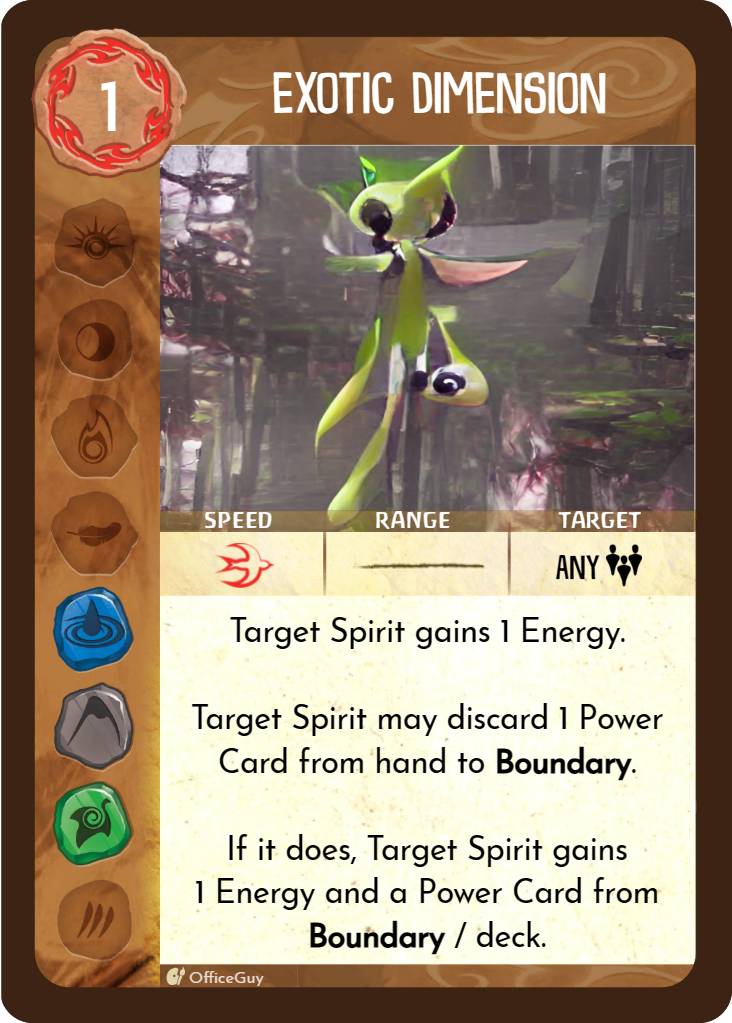 1
EXOTIC DIMENSION
SPEED
RANGE
TARGET
ANY
Target Spirit gains 1 Energy.
Target Spirit may discard 1 Power
Card from hand to Boundary.
If it does, Target Spirit gains
1 Energy and a Power Card from
Boundary / deck.
OfficeGuy